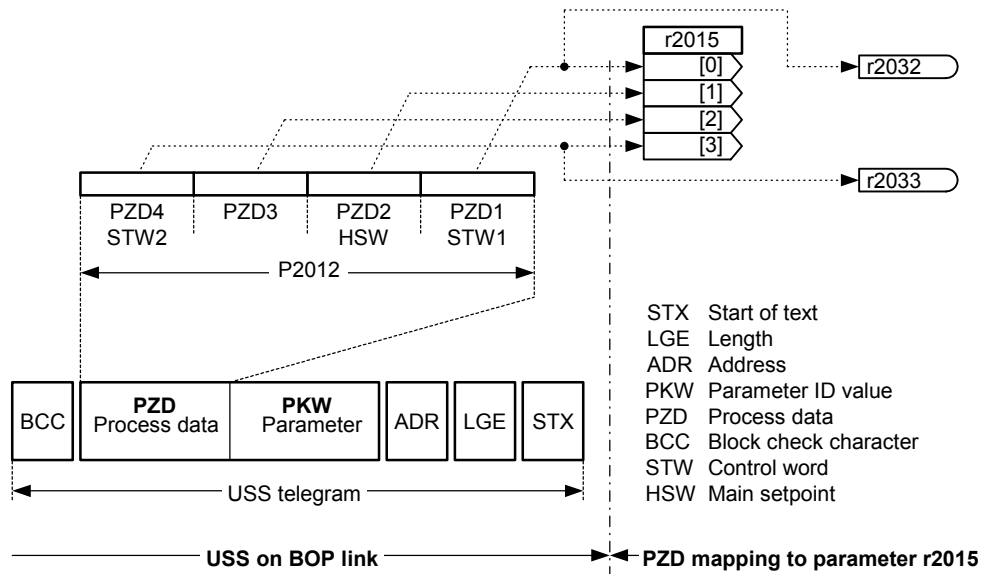 r2015
[0]
r2032
[1]
[2]
[3]
r2033
PZD4 PZD3 PZD2 PZD1
STW2 HSW STW1
P2012
STX Start of text
LGE Length
ADR Address
PKW Parameter ID value
PZD Process data
BCC Block check character
STW Control word
HSW Main setpoint
BCC PZD Process data PKW Parameter ADR LGE STX
USS telegram
USS on BOP link PZD mapping to parameter r2015